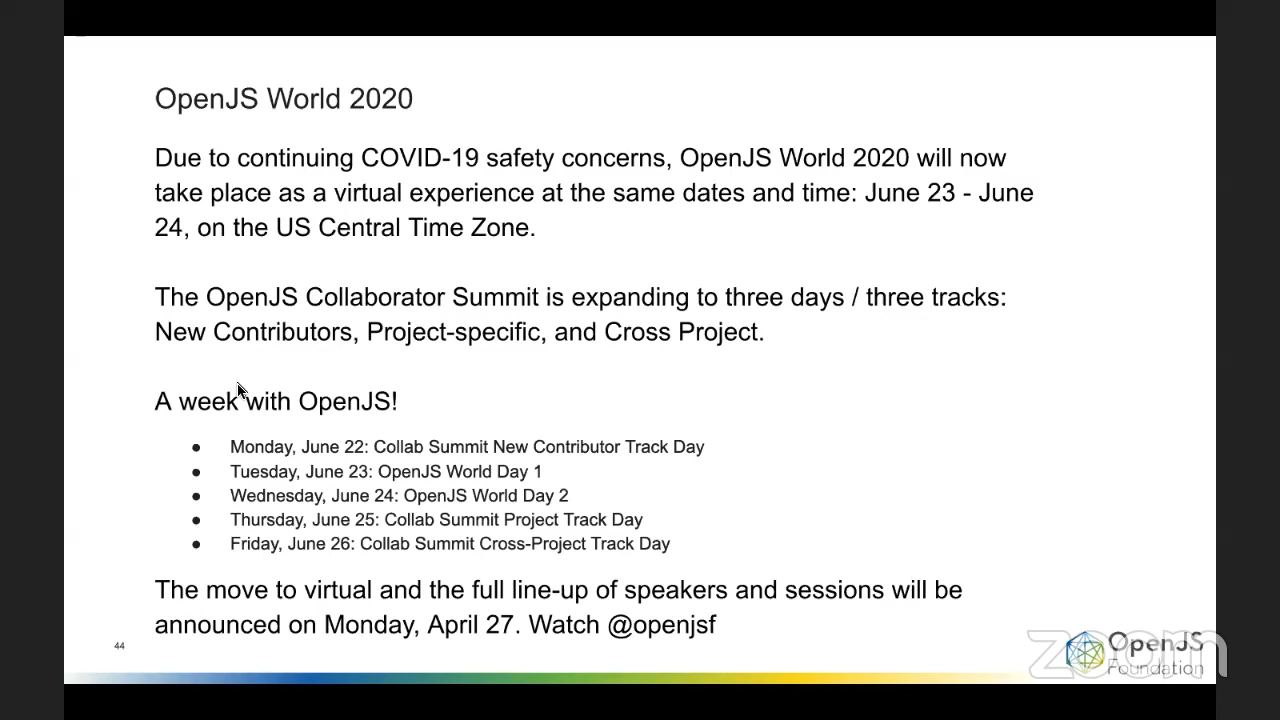 OpenJS World 2020
Due to continuing COVID-19 safety concerns, OpenJS World 2020 will now
take place as a virtual experience at the same dates and time: June 23 - June
24, on the US Central Time Zone.
The OpenJS Collaborator Summit is expanding to three days / three tracks:
New Contributors, Project-specific, and Cross Project.
A week with OpenJS!
● Monday, June 22: Collab Summit New Contributor Track Day
● Tuesday, June 23: OpenJS World Day 1
● Wednesday, June 24: OpenJS World Day 2
● Thursday, June 25: Collab Summit Project Track Day
● Friday, June 26: Collab Summit Cross-Project Track Day
The move to virtual and the full line-up of speakers and sessions will be
announced on Monday, April 27. Watch @openjsf
44
OpenJS
Foundation
zoom